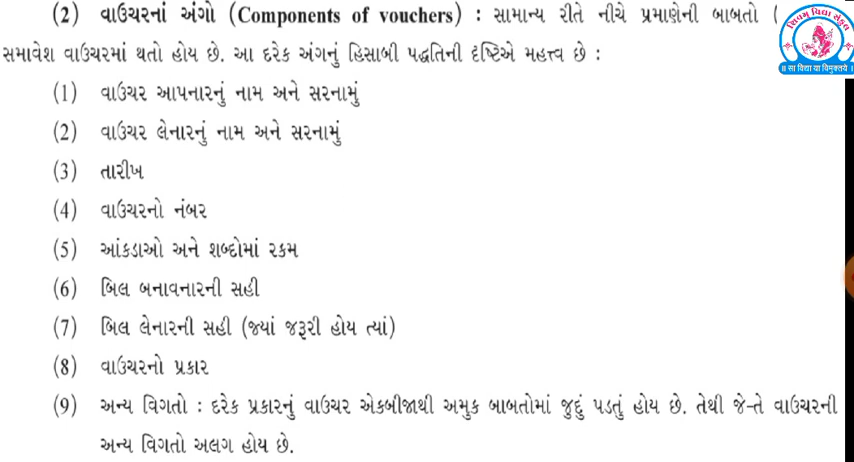 (2) વાઉચરનાં અંગો (Components of vouchers) : સામાન્ય રીતે નીચે પ્રમાણેની બાબતો (
સમાવેશ વાઉચરમાં થતો હોય છે. આ દરેક અંગનું હિસાબી પદ્ધતિની દૃષ્ટિએ મહત્ત્વ છે :
(1) વાઉચર આપનારનું નામ અને સરનામું
(2) વાઉચર લેનારનું નામ અને સરનામું
(3) તારીખ
(4) વાઉચરનો નંબર
(5) આંકડાઓ અને શબ્દોમાં રકમ
(6) બિલ બનાવનારની સહી
(7) બિલ લેનારની સહી (જ્યાં જરૂરી હોય ત્યાં)
(8) વાઉચરનો પ્રકાર
(9) અન્ય વિગતો : દરેક પ્રકારનું વાઉચર એકબીજાથી અમુક બાબતોમાં જુદું પડતું હોય છે. તેથી જે-તે વાઉચરની
અન્ય વિગતો અલગ હોય છે.
શિવમ્ વિદ્યા સંકુલ
॥ सा विद्या या विमुक्तये ॥